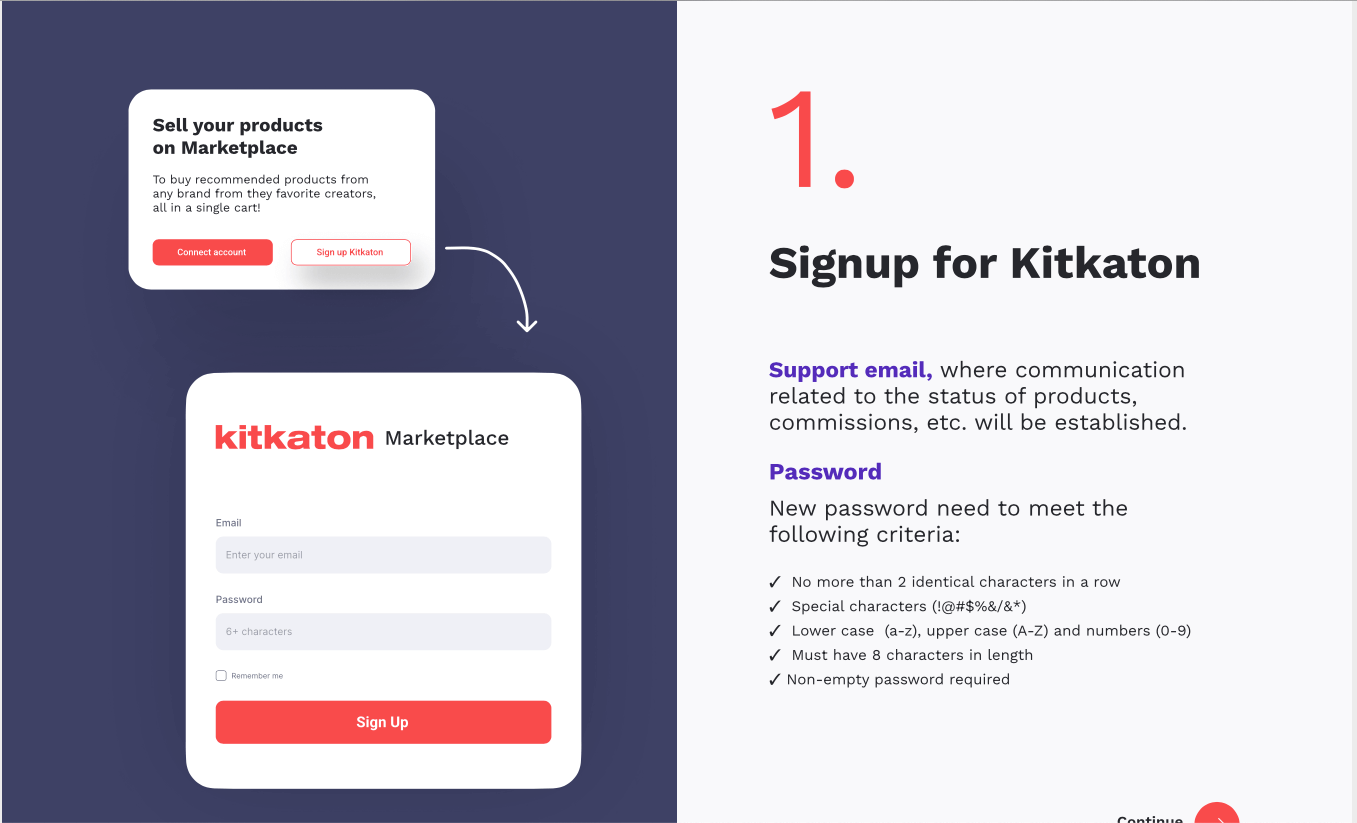 Sell your products
on Marketplace
To buy recommended products from
any brand from they favorite creators,
all in a single cart!
Connect account
Sign up Kitkaton
kitkaton Marketplace
Email
Enter your email
Password
6+ characters
Remember me
Sign Up
1.
Signup for Kitkaton
Support email, where communication
related to the status of products,
commissions, etc. will be established.
Password
New password need to meet the
following criteria:
✓ No more than 2 identical characters in a row
✓ Special characters (!@#$%&/&*)
✓ Lower case  (a-z), upper case (A-Z) and numbers (0-9)
✓ Must have 8 characters in length
✓ Non-empty password required
Continue